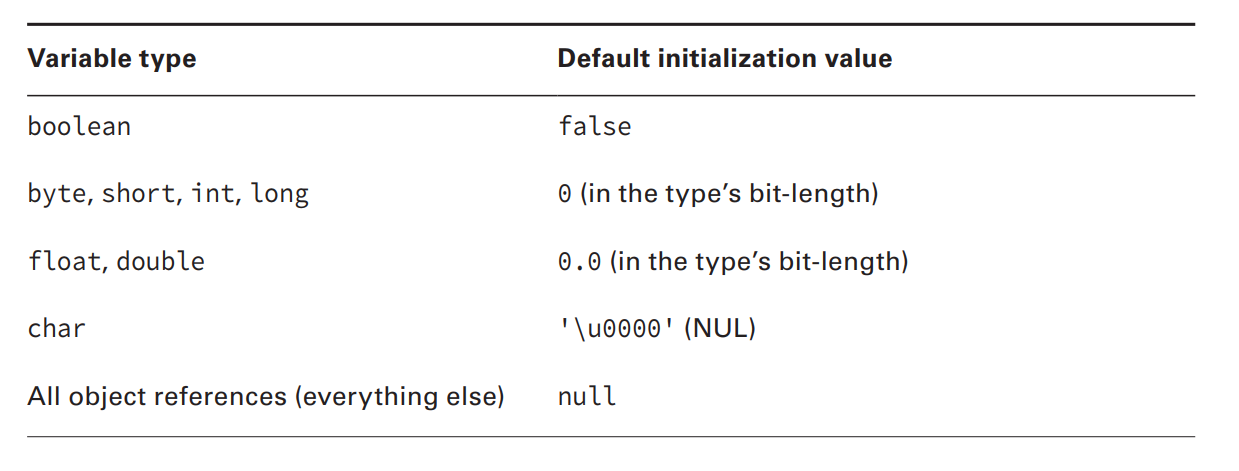 Variable type Default initialization value
boolean false
byte, short, int, long 0 (in the type’s bit-length)
float, double 0.0 (in the type’s bit-length)
char '\u0000' (NUL)
All object references (everything else) null